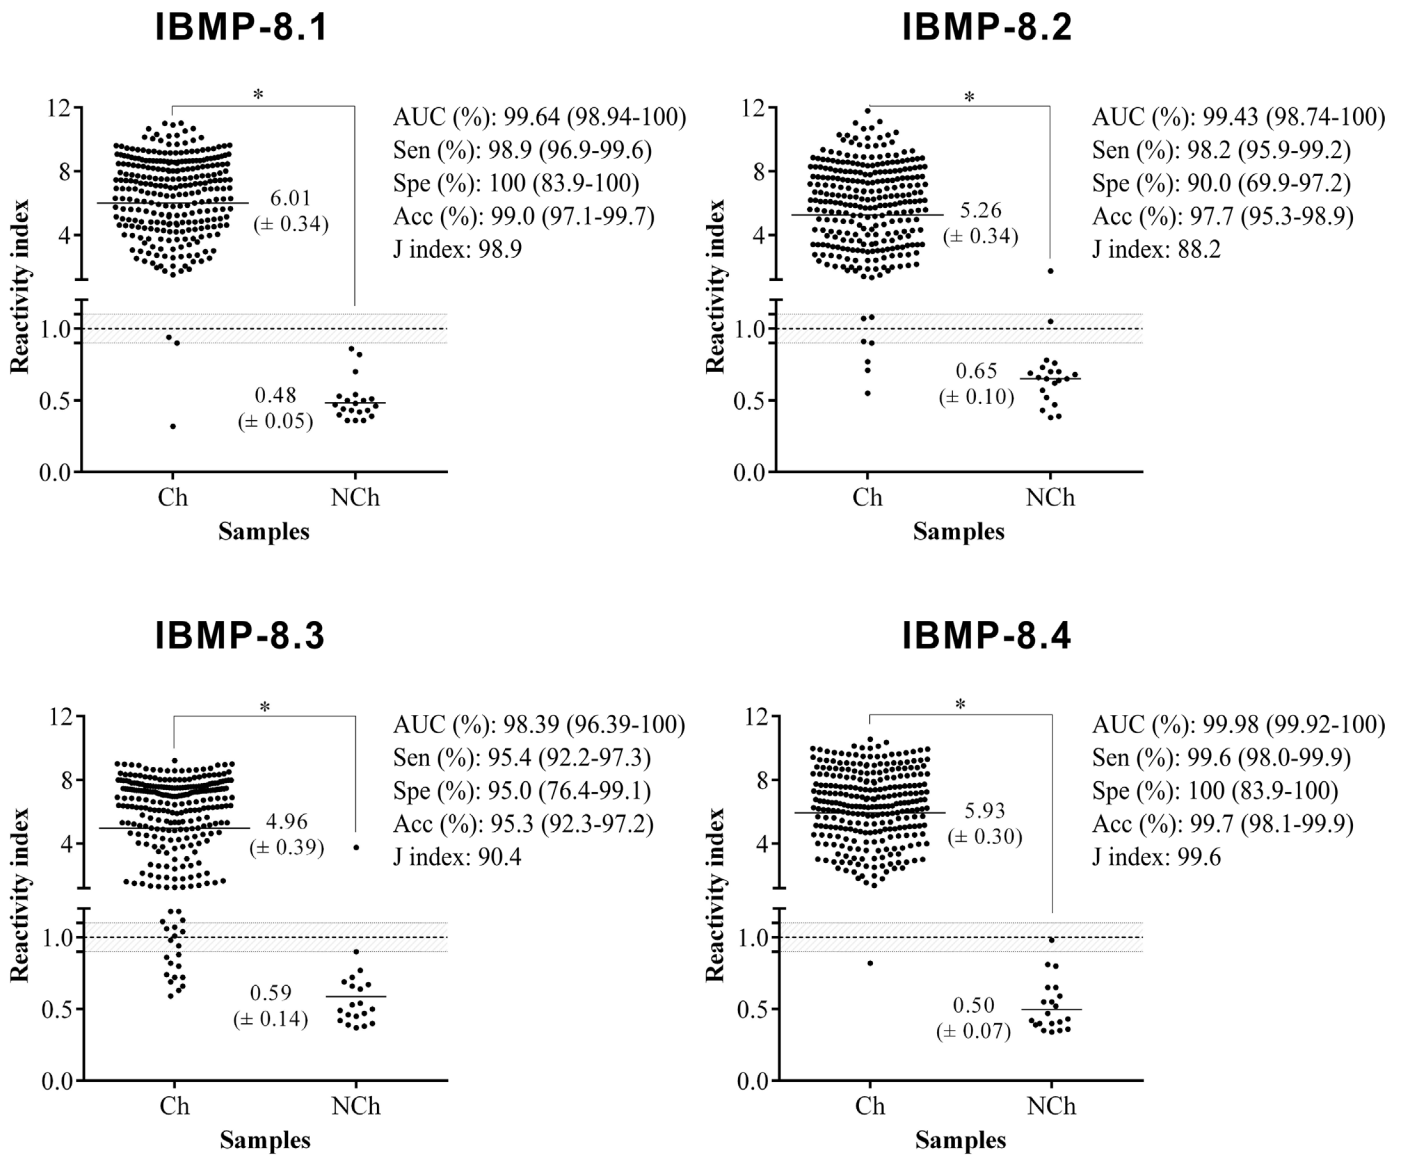 IBMP-8.1
Reactivity index
12
8
4
1.0
0.5
0.0
*
6.01
(± 0.34)
0.48
(± 0.05)
Ch
NCh
Samples
AUC (%): 99.64 (98.94-100)
Sen (%): 98.9 (96.9-99.6)
Spe (%): 100 (83.9-100)
Acc (%): 99.0 (97.1-99.7)
J index: 98.9
IBMP-8.2
Reactivity index
12
8
4
1.0
0.5
0.0
*
5.26
(± 0.34)
0.65
(± 0.10)
Ch
NCh
Samples
AUC (%): 99.43 (98.74-100)
Sen (%): 98.2 (95.9-99.2)
Spe (%): 90.0 (69.9-97.2)
Acc (%): 97.7 (95.3-98.9)
J index: 88.2
IBMP-8.3
Reactivity index
12
8
4
1.0
0.5
0.0
*
4.96
(± 0.39)
0.59
(± 0.14)
Ch
NCh
Samples
AUC (%): 98.39 (96.39-100)
Sen (%): 95.4 (92.2-97.3)
Spe (%): 95.0 (76.4-99.1)
Acc (%): 95.3 (92.3-97.2)
J index: 90.4
IBMP-8.4
Reactivity index
12
8
4
1.0
0.5
0.0
*
5.93
(± 0.30)
0.50
(± 0.07)
Ch
NCh
Samples
AUC (%): 99.98 (99.92-100)
Sen (%): 99.6 (98.0-99.9)
Spe (%): 100 (83.9-100)
Acc (%): 99.7 (98.1-99.9)
J index: 99.6